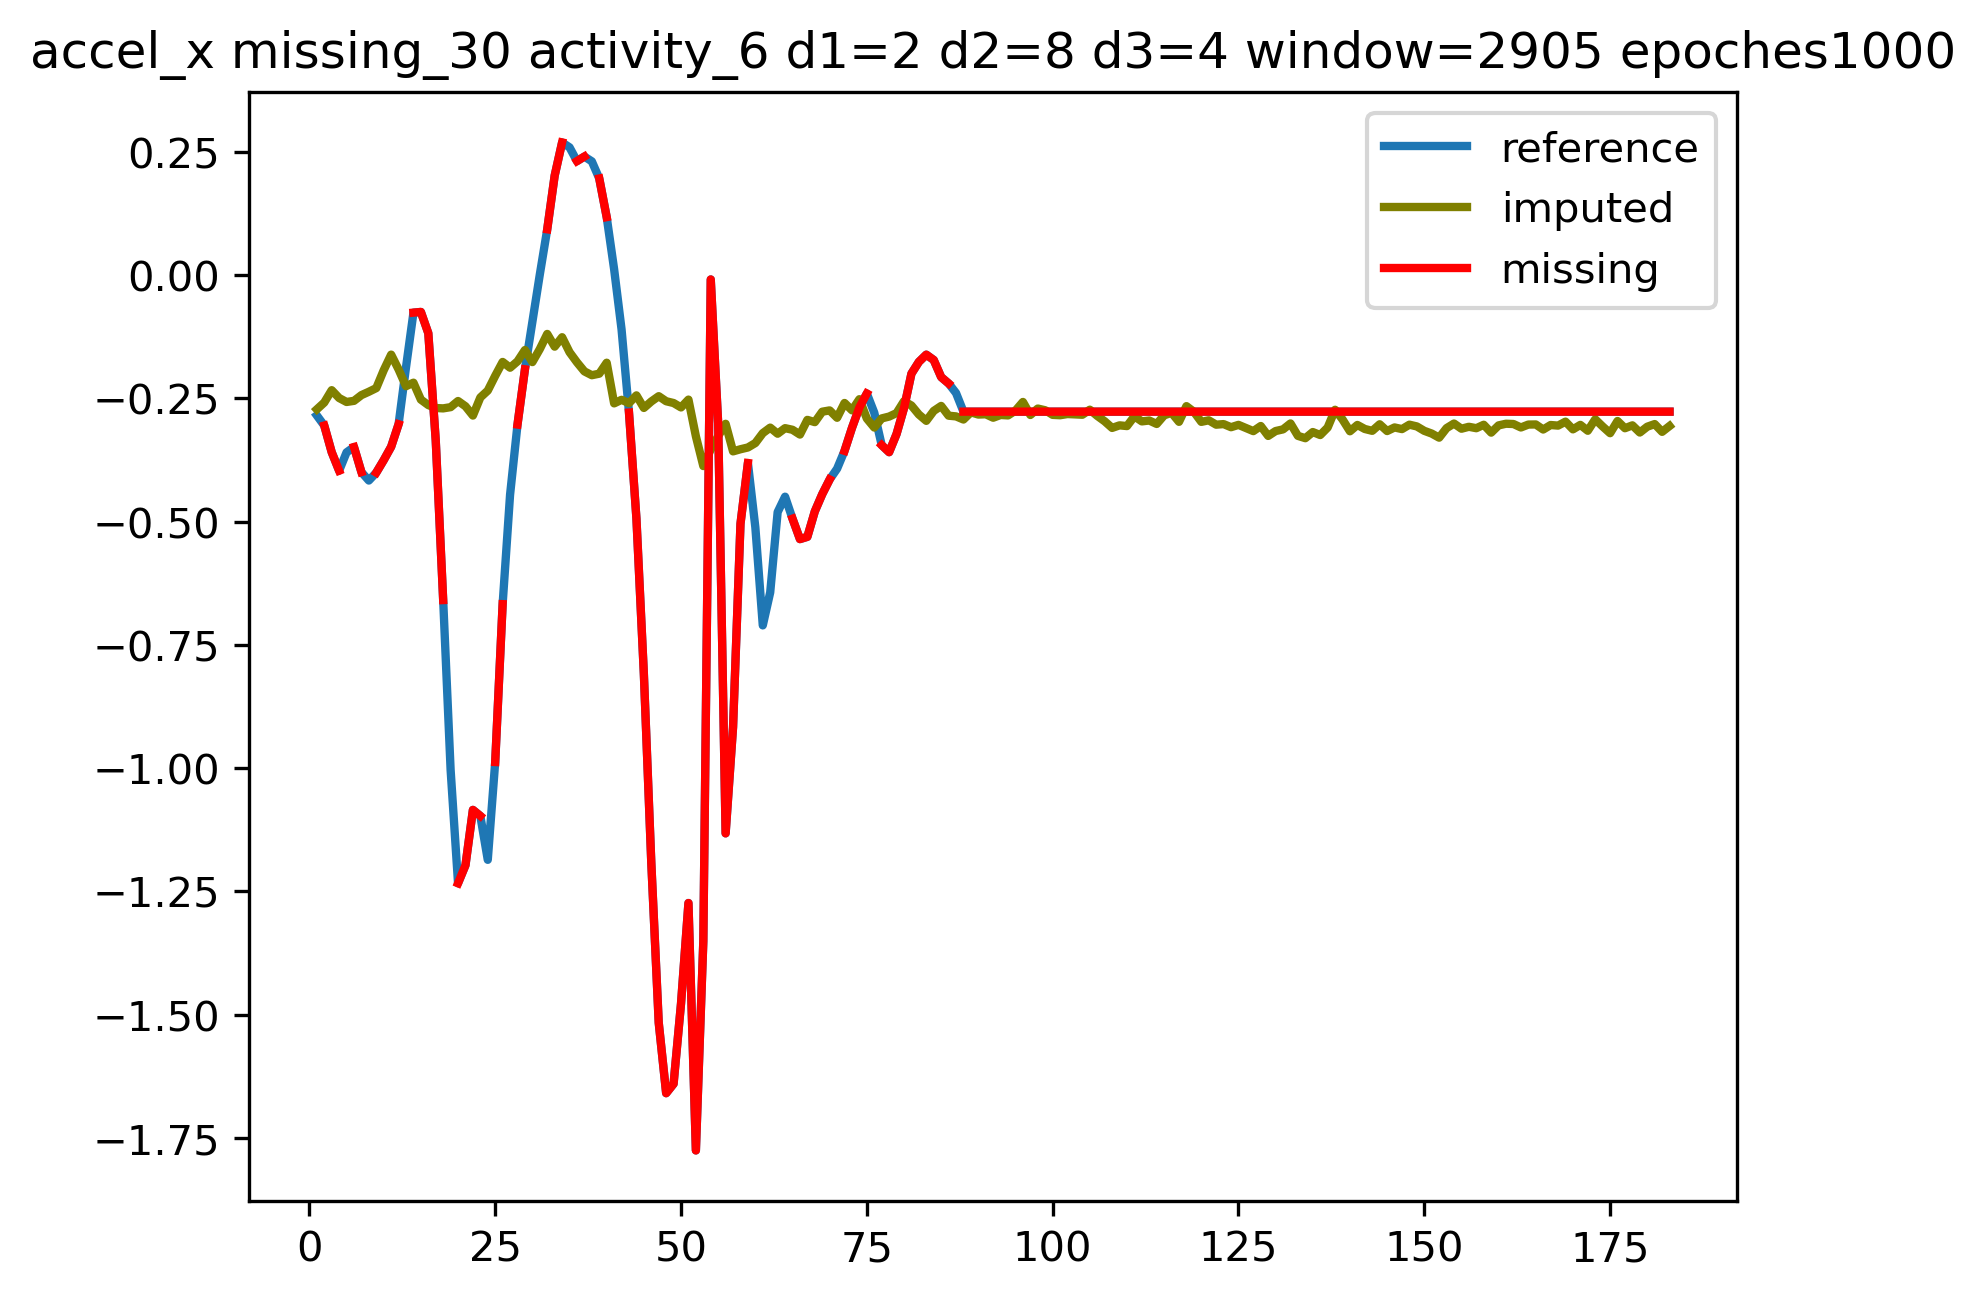 accel_x missing_30 activity_6 d1=2 d2=8 d3=4 window=2905 epoches1000
reference
imputed
missing
0.25
0.00
−0.25
−0.50
−0.75
−1.00
−1.25
−1.50
−1.75
0 25 50 75 100 125 150 175